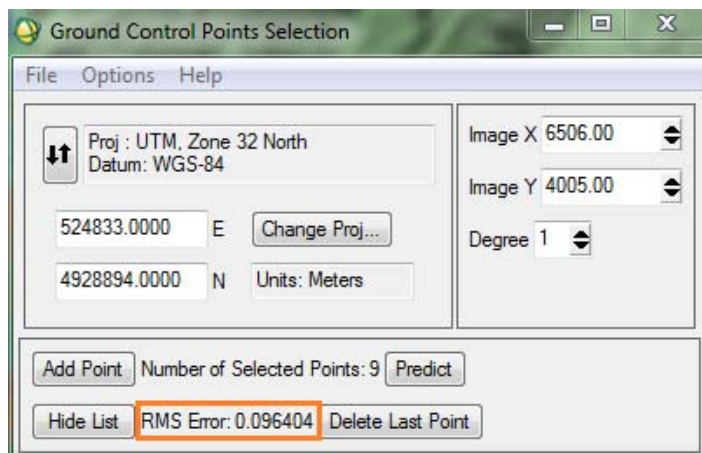 Ground Control Points Selection
File Options Help
Proj : UTM, Zone 32 North
Datum: WGS-84
524833.0000 E Change Proj...
4928894.0000 N Units: Meters
Image X 6506.00
Image Y 4005.00
Degree 1
Add Point Number of Selected Points: 9 Predict
Hide List RMS Error: 0.096404 Delete Last Point